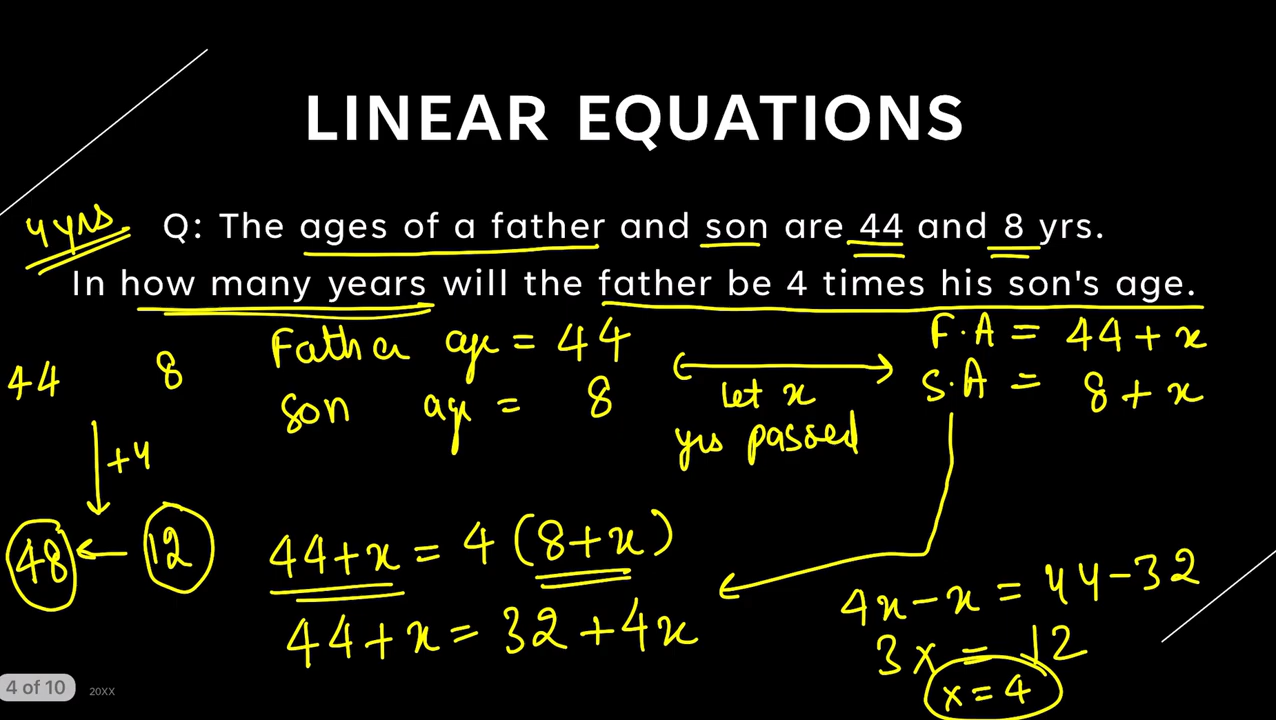 LINEAR EQUATIONS
4 yrs
Q: The ages of a father and son are 44 and 8 yrs.
In how many years will the father be 4 times his son's age.
Father age = 44
son age = 8
let x
yrs passed
F.A = 44 + x
S.A = 8 + x
44 8
+4
48 12
44+x = 4 (8+x)
44+x = 32 +4x
4x - x = 44-32
3x = 12
x = 4
4 of 10
20XX